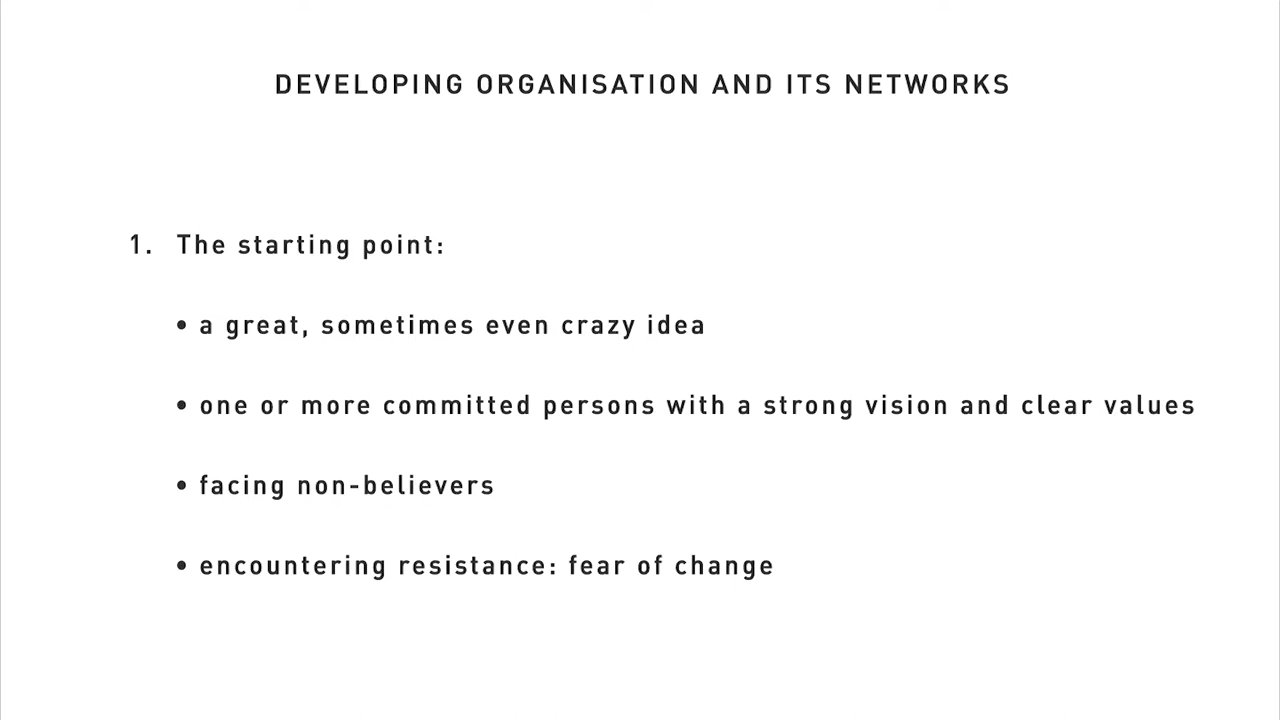 DEVELOPING ORGANISATION AND ITS NETWORKS
1. The starting point:
• a great, sometimes even crazy idea
• one or more committed persons with a strong vision and clear values
• facing non-believers
• encountering resistance: fear of change